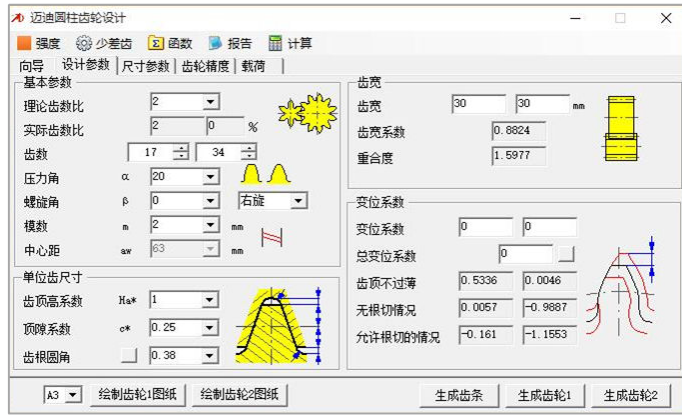 迈迪圆柱齿轮设计
强度 少差齿 函数 报告 计算
向导 设计参数 尺寸参数 齿轮精度 载荷
基本参数
理论齿数比 2
实际齿数比 2 0 %
齿数 17 34
压力角 α 20
螺旋角 β 0 右旋
模数 m 2 mm
中心距 aw 63 mm
单位齿尺寸
齿顶高系数 Ha* 1
顶隙系数 c* 0.25
齿根圆角 0.38
齿宽
齿宽 30 30 mm
齿宽系数 0.8824
重合度 1.5977
变位系数
变位系数 0 0
总变位系数 0
齿顶不过薄 0.5336 0.0046
无根切情况 0.0057 -0.9887
允许根切的情况 -0.161 -1.1553
A3 绘制齿轮1图纸 绘制齿轮2图纸 生成齿条 生成齿轮1 生成齿轮2